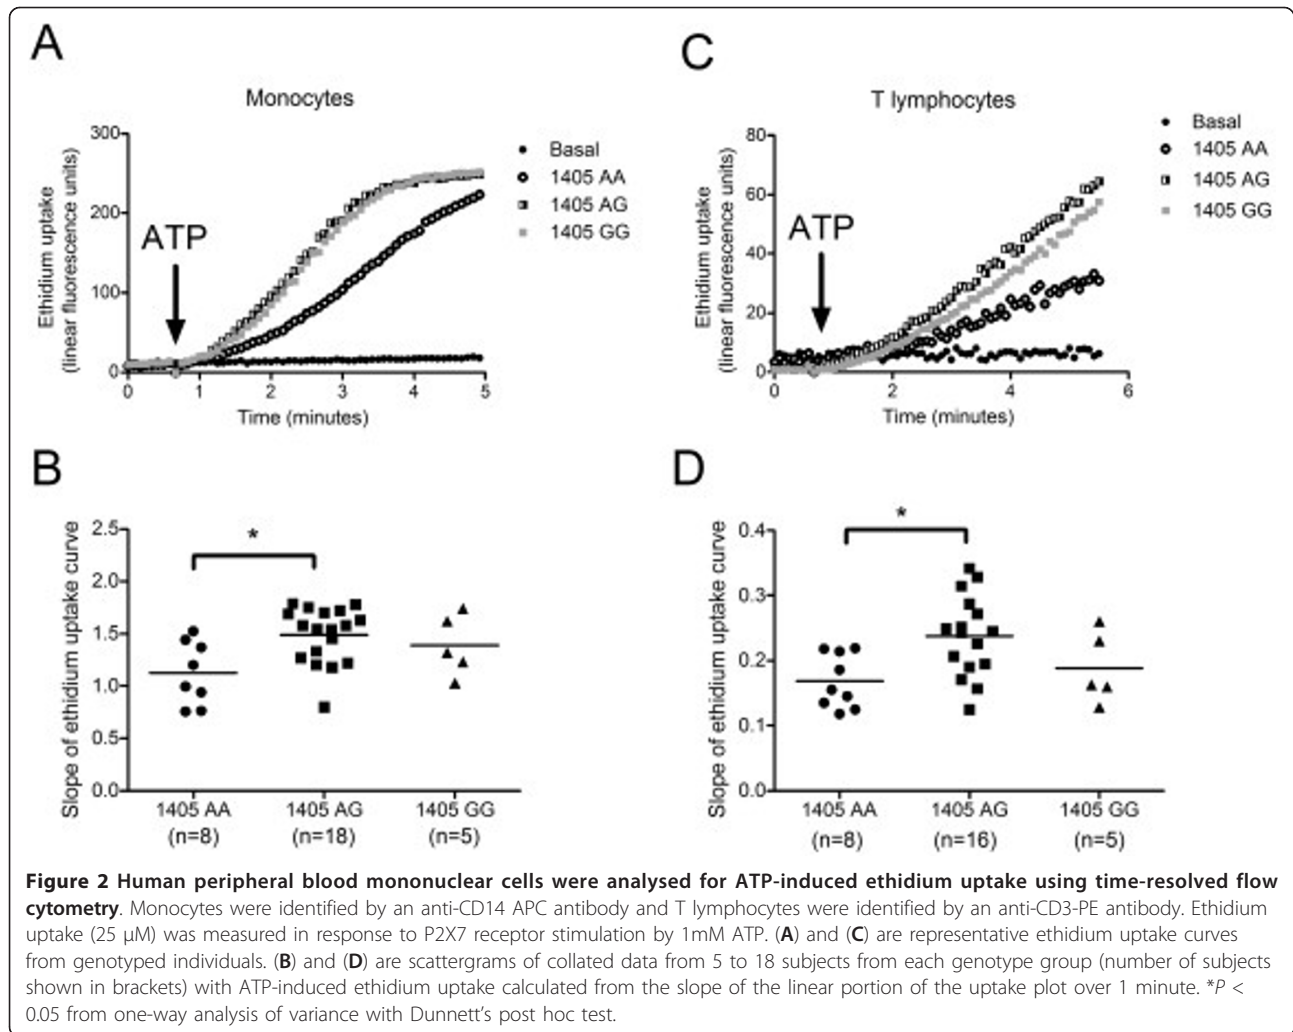 A
Monocytes
Ethidium uptake
(linear fluorescence units)
300
200
100
0
ATP
0 1 2 3 4 5
Time (minutes)
Basal
1405 AA
1405 AG
1405 GG
C
T lymphocytes
Ethidium uptake
(linear fluorescence units)
80
60
40
20
0
ATP
0 2 4 6
Time (minutes)
Basal
1405 AA
1405 AG
1405 GG
B
Slope of ethidium uptake curve
2.5
2.0
1.5
1.0
0.5
0.0
*
1405 AA 1405 AG 1405 GG
(n=8) (n=18) (n=5)
D
Slope of ethidium uptake curve
0.4
0.3
0.2
0.1
0.0
*
1405 AA 1405 AG 1405 GG
(n=8) (n=16) (n=5)
Figure 2 Human peripheral blood mononuclear cells were analysed for ATP-induced ethidium uptake using time-resolved flow
cytometry. Monocytes were identified by an anti-CD14 APC antibody and T lymphocytes were identified by an anti-CD3-PE antibody. Ethidium
uptake (25 μM) was measured in response to P2X7 receptor stimulation by 1mM ATP. (A) and (C) are representative ethidium uptake curves
from genotyped individuals. (B) and (D) are scattergrams of collated data from 5 to 18 subjects from each genotype group (number of subjects
shown in brackets) with ATP-induced ethidium uptake calculated from the slope of the linear portion of the uptake plot over 1 minute. *P <
0.05 from one-way analysis of variance with Dunnett's post hoc test.